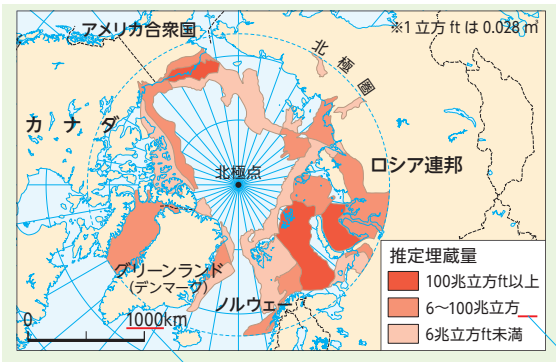 アメリカ合衆国
※1 立方 ft は 0.028 ㎥
北極圏
カナダ
ロシア連邦
北極点
グリーンランド
(デンマーク)
ノルウェー
0 1000km
推定埋蔵量
100兆立方ft以上
6〜100兆立方
6兆立方ft未満